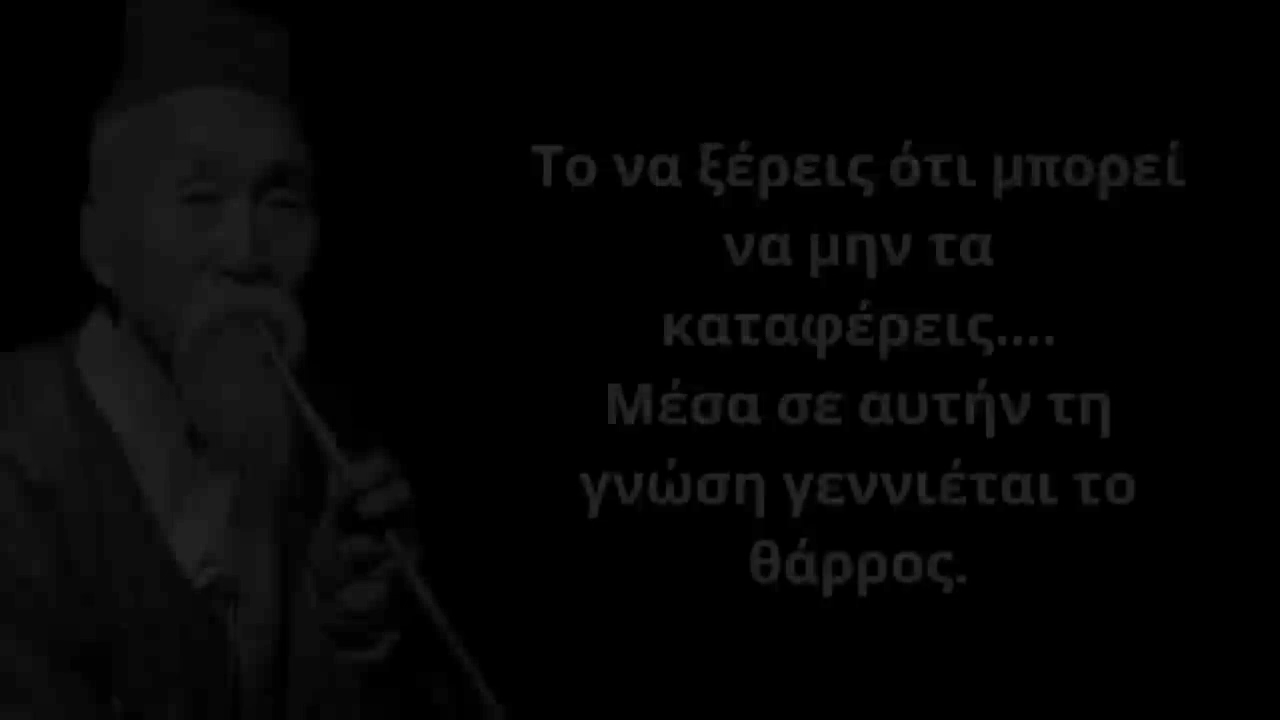 Το να ξέρεις ότι μπορεί
να μην τα
καταφέρεις....
Μέσα σε αυτήν τη
γνώση γεννιέται το
θάρρος.